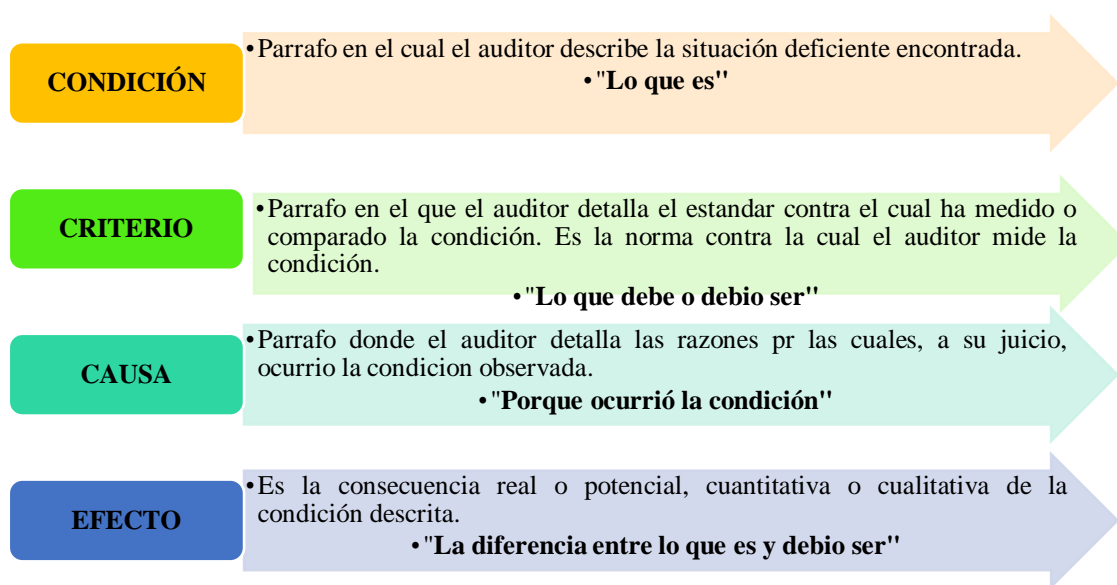 CONDICIÓN
•Parrafo en el cual el auditor describe la situación deficiente encontrada.
•"Lo que es"
CRITERIO
•Parrafo en el que el auditor detalla el estandar contra el cual ha medido o
comparado la condición. Es la norma contra la cual el auditor mide la
condición.
•"Lo que debe o debio ser"
CAUSA
•Parrafo donde el auditor detalla las razones pr las cuales, a su juicio,
ocurrio la condicion observada.
•"Porque ocurrió la condición"
EFECTO
•Es la consecuencia real o potencial, cuantitativa o cualitativa de la
condición descrita.
•"La diferencia entre lo que es y debio ser"